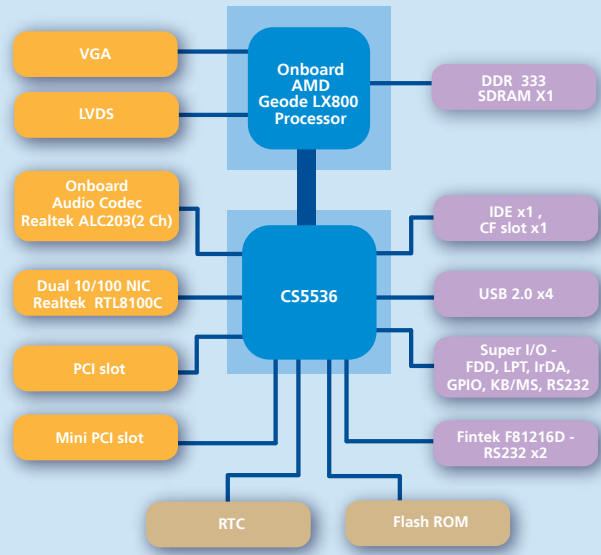 VGA
LVDS
Onboard
AMD
Geode LX800
Processor
DDR 333
SDRAM X1
Onboard
Audio Codec
Realtek ALC203(2 Ch)
Dual 10/100 NIC
Realtek RTL8100C
PCI slot
Mini PCI slot
CS5536
IDE x1 ,
CF slot x1
USB 2.0 x4
Super I/O -
FDD, LPT, IrDA,
GPIO, KB/MS, RS232
Fintek F81216D -
RS232 x2
RTC
Flash ROM